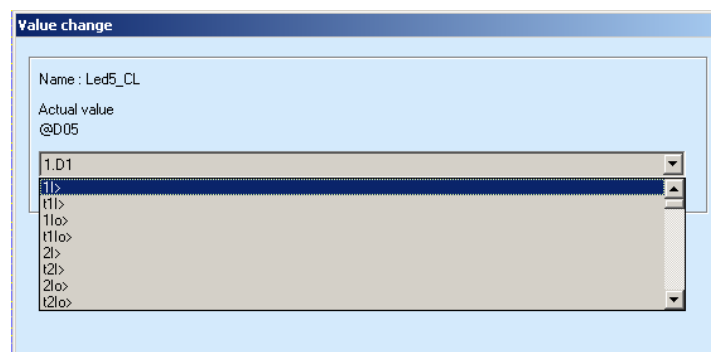 Value change
Name : Led5_CL
Actual value
@D05
1.D1
1I>
t1I>
1Io>
t1Io>
2I>
t2I>
2Io>
t2Io>